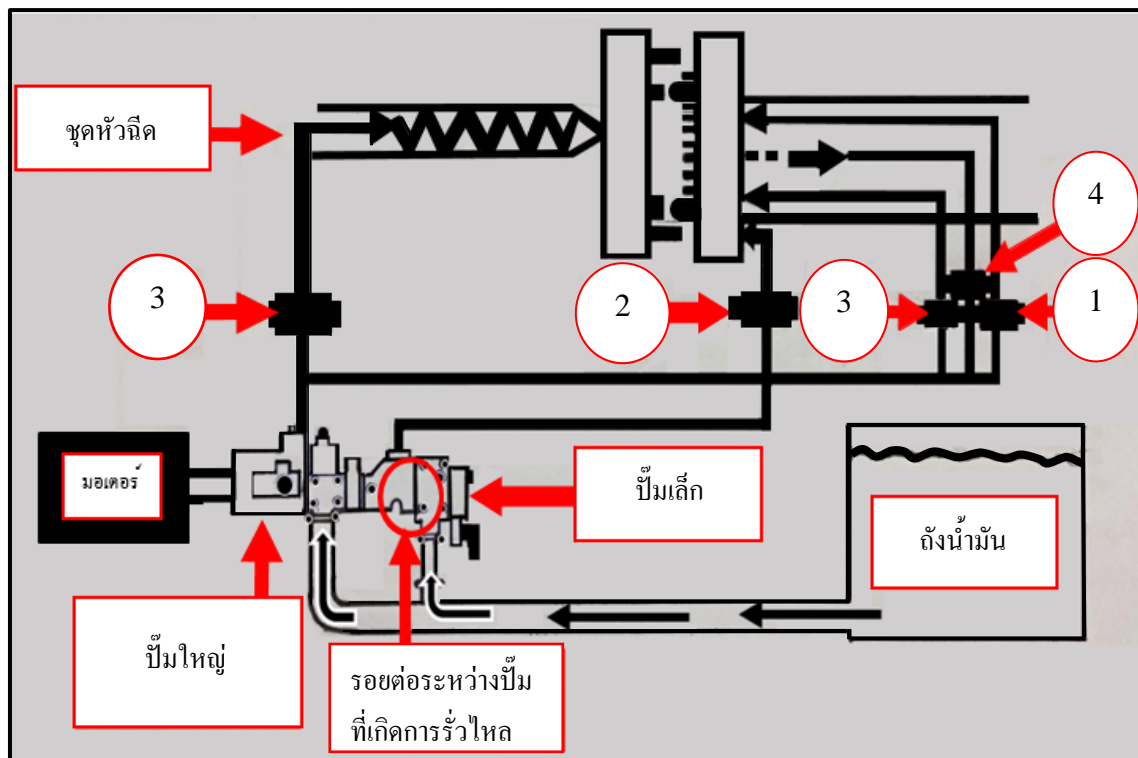 ชุดหัวฉีด
4
3
2
3
1
มอเตอร์
ปั๊มเล็ก
ถังน้ำมัน
ปั๊มใหญ่
รอยต่อระหว่างปั๊ม
ที่เกิดการรั่วไหล